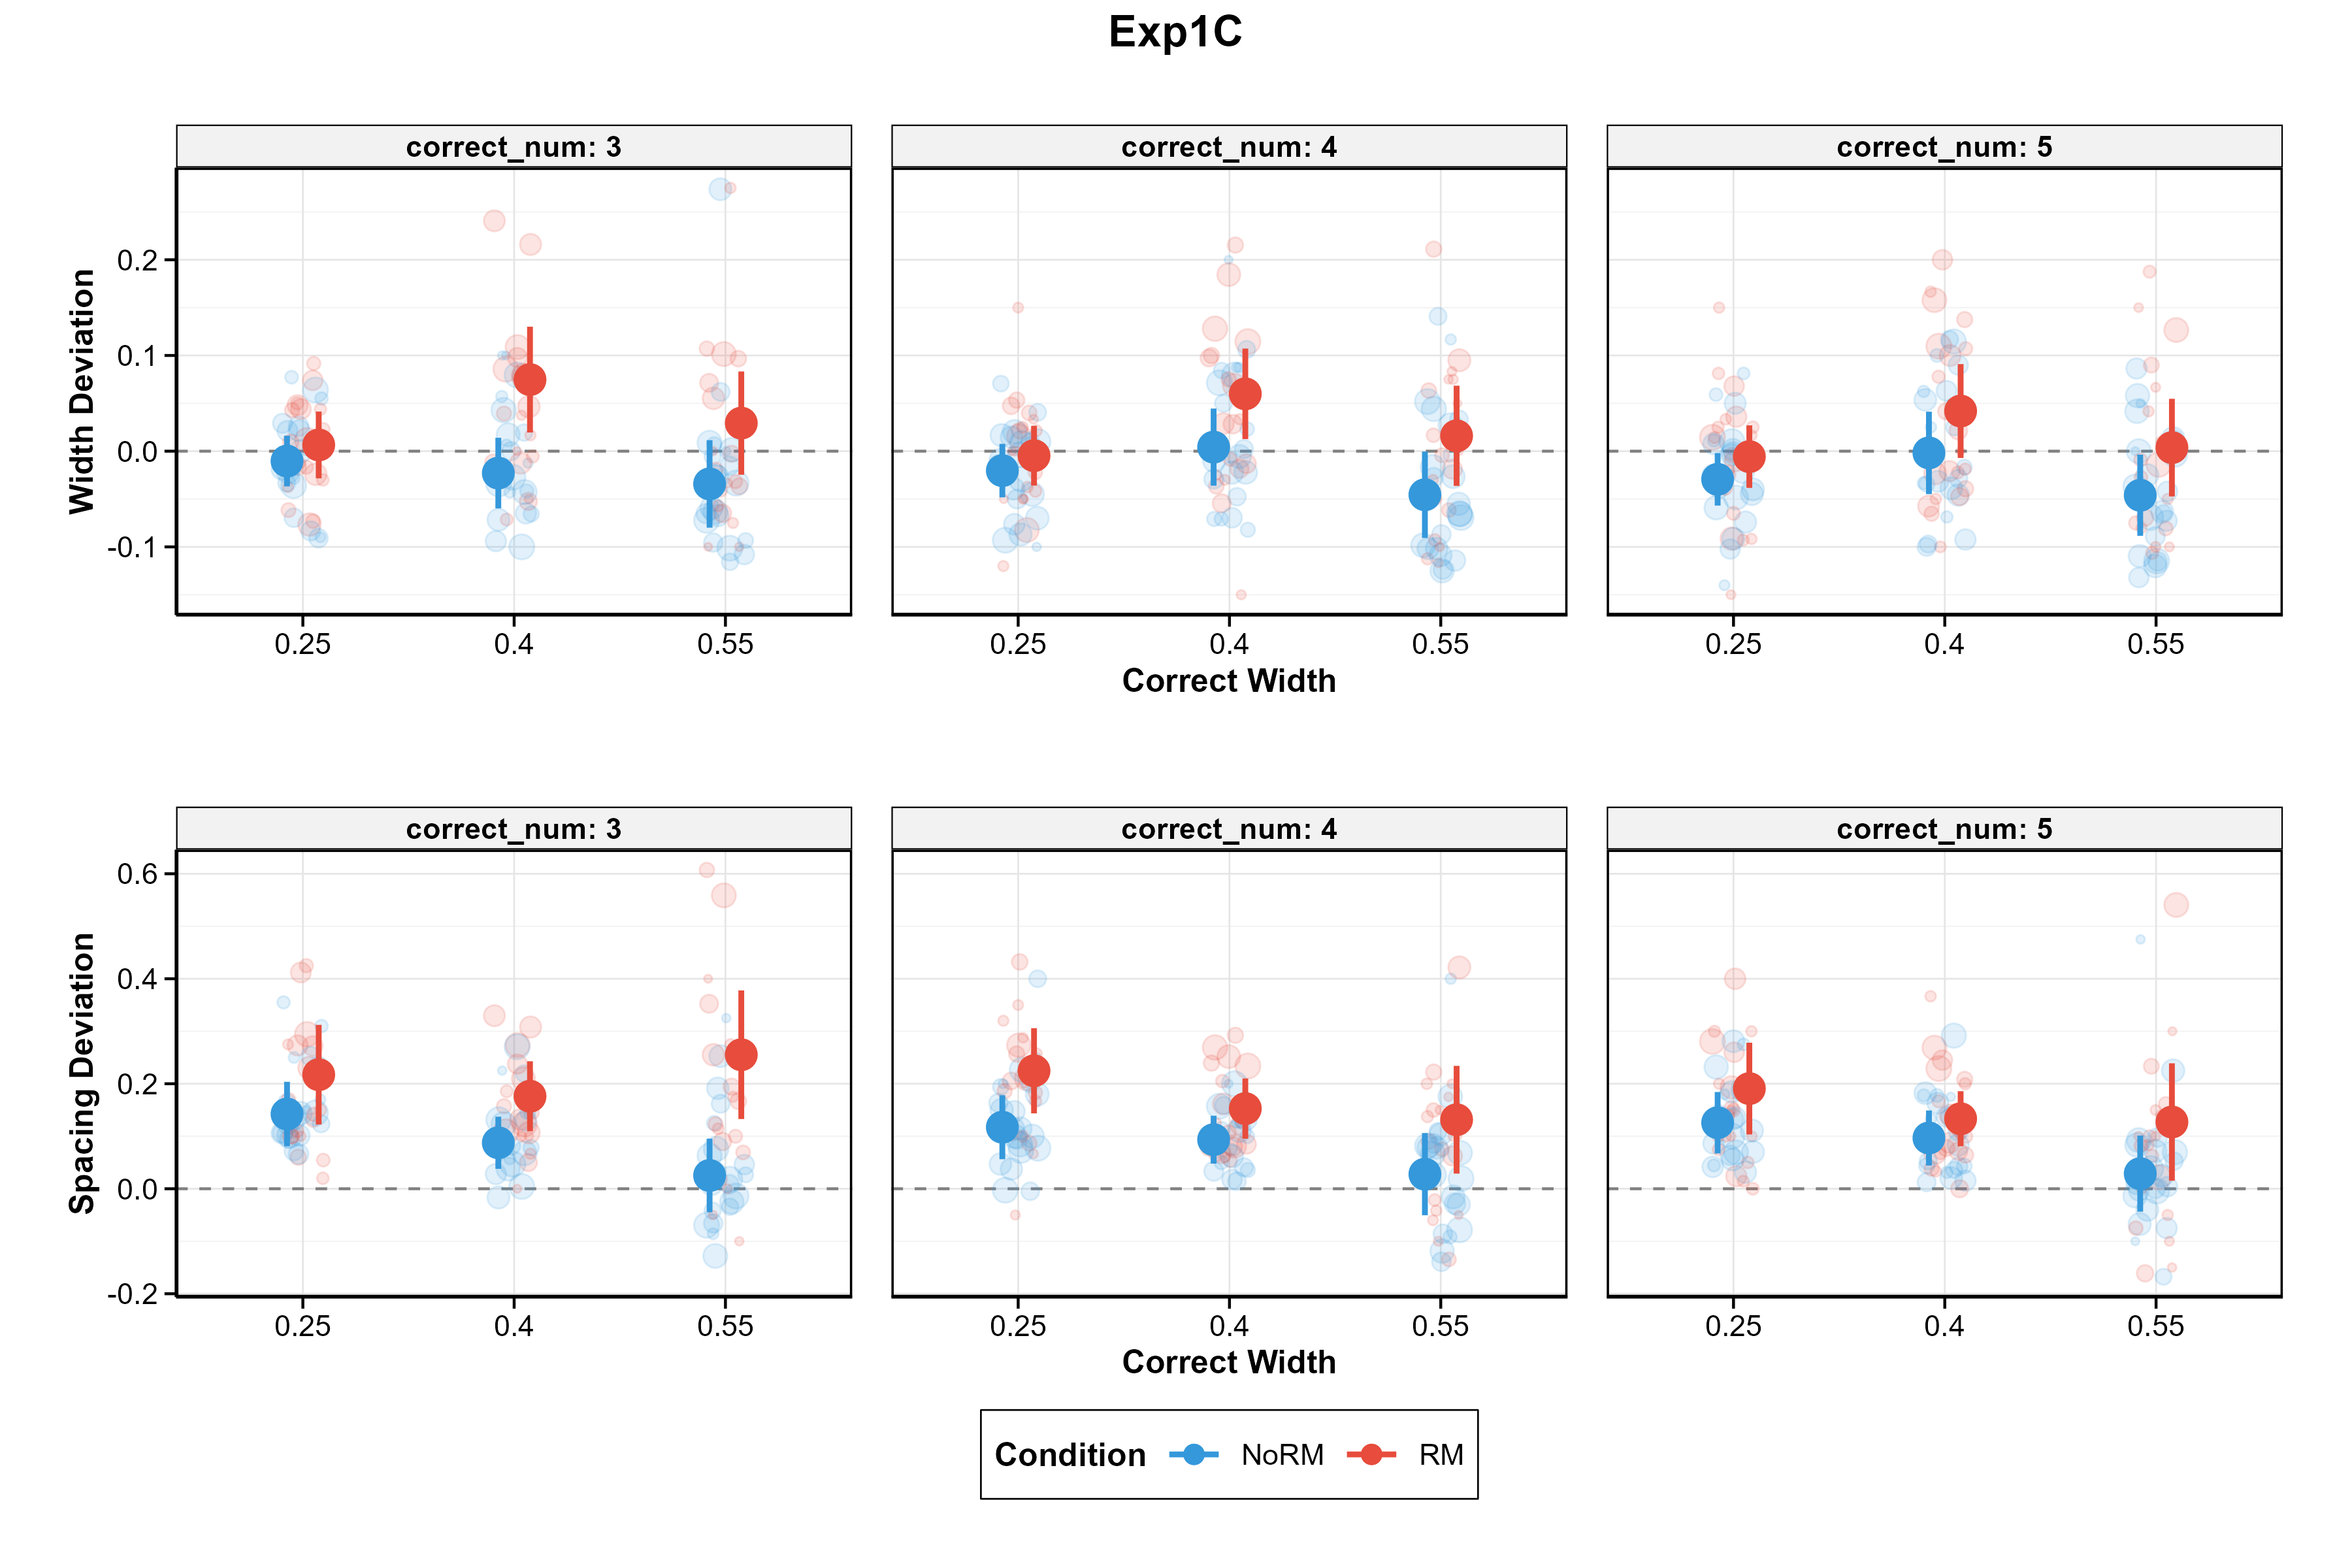 Exp1C
correct_num: 3
correct_num: 4
correct_num: 5
Width Deviation
0.2
0.1
0.0
-0.1
0.25 0.4 0.55
0.25 0.4 0.55
0.25 0.4 0.55
Correct Width
correct_num: 3
correct_num: 4
correct_num: 5
Spacing Deviation
0.6
0.4
0.2
0.0
-0.2
0.25 0.4 0.55
0.25 0.4 0.55
0.25 0.4 0.55
Correct Width
Condition NoRM RM